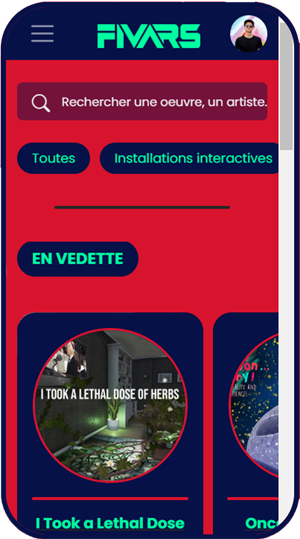 FIVARS
Rechercher une oeuvre, un artiste.
Toutes
Installations interactives
EN VEDETTE
I TOOK A LETHAL DOSE OF HERBS
I Took a Lethal Dose
Onc